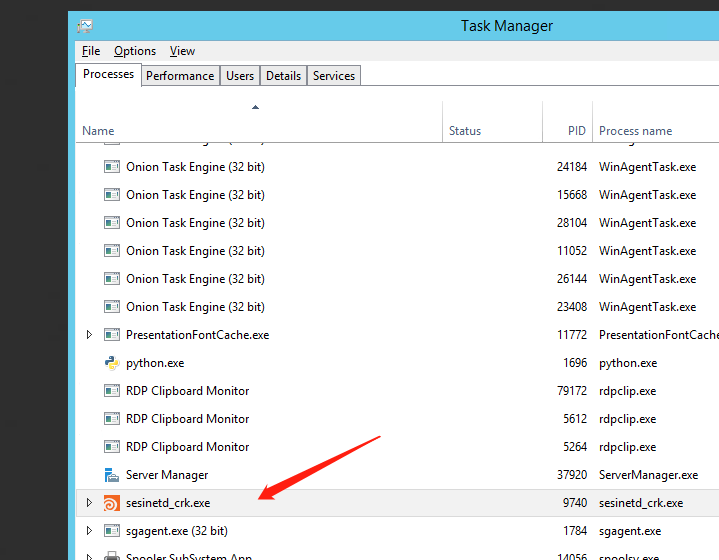 Task Manager
File Options View
Processes Performance Users Details Services
Name Status PID Process name
Onion Task Engine (32 bit) 24184 WinAgentTask.exe
Onion Task Engine (32 bit) 15668 WinAgentTask.exe
Onion Task Engine (32 bit) 28104 WinAgentTask.exe
Onion Task Engine (32 bit) 11052 WinAgentTask.exe
Onion Task Engine (32 bit) 26144 WinAgentTask.exe
Onion Task Engine (32 bit) 23408 WinAgentTask.exe
PresentationFontCache.exe 11772 PresentationFontCache
python.exe 1696 python.exe
RDP Clipboard Monitor 79172 rdpclip.exe
RDP Clipboard Monitor 5612 rdpclip.exe
RDP Clipboard Monitor 5264 rdpclip.exe
Server Manager 37920 ServerManager.exe
sesinetd_crk.exe 9740 sesinetd_crk.exe
sgagent.exe (32 bit) 1784 sgagent.exe
Spooler SubSystem App 14056 spoolsv.exe